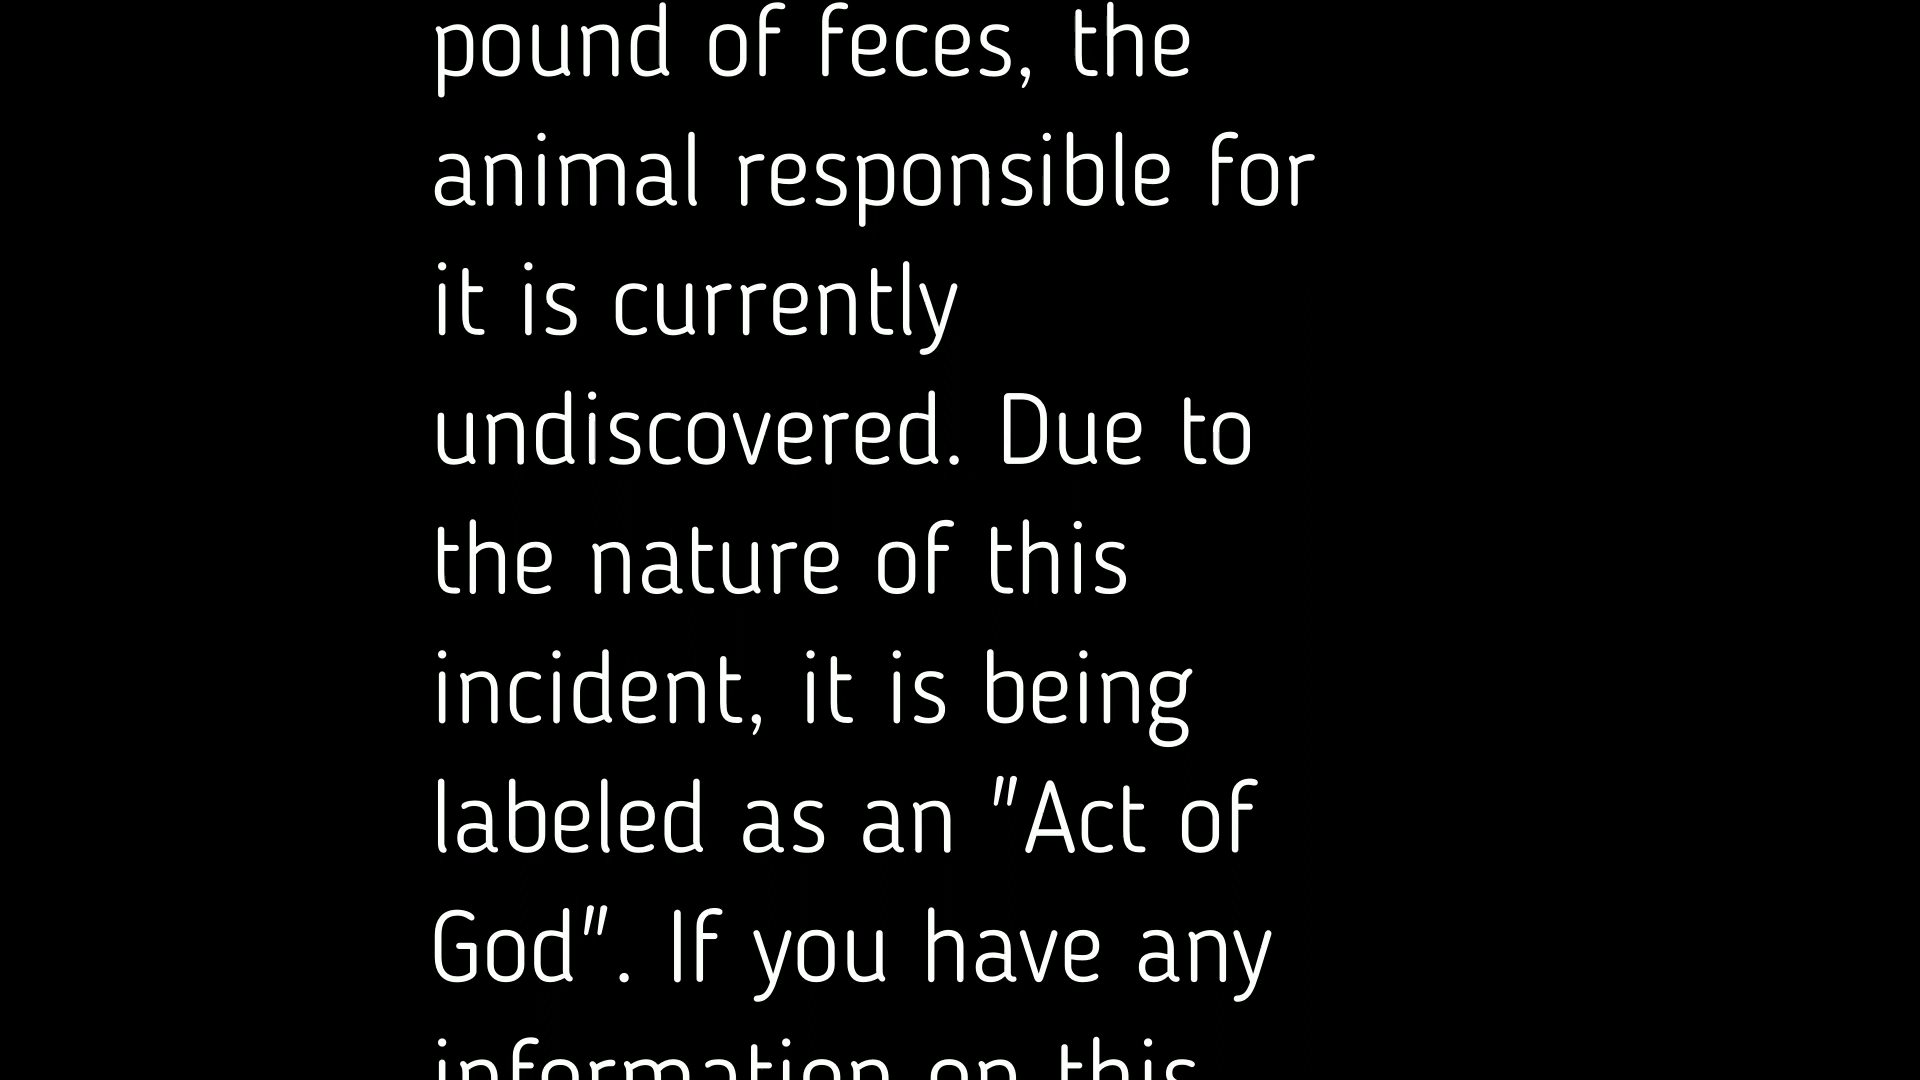 pound of feces, the
animal responsible for
it is currently
undiscovered. Due to
the nature of this
incident, it is being
labeled as an "Act of
God". If you have any
information on this